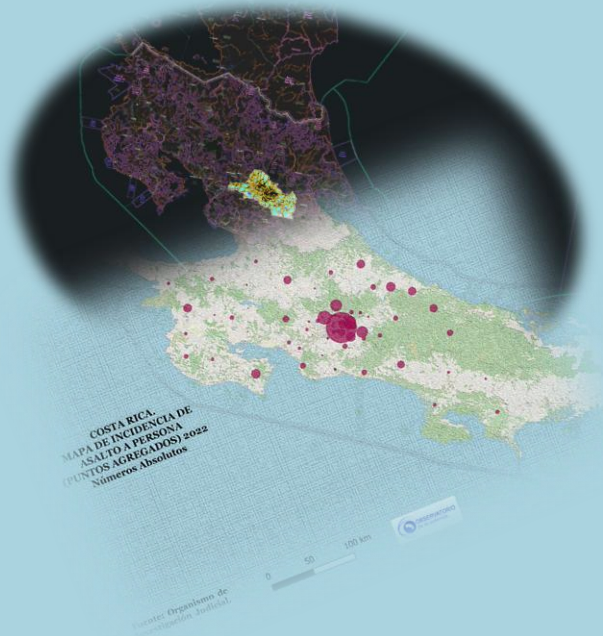 COSTA RICA.
MAPA DE INCIDENCIA DE
ASALTO A PERSONA
(PUNTOS AGREGADOS) 2022
Números Absolutos
OBSERVATORIO
0 50 100 km
Fuente: Organismo de
Investigación Judicial.